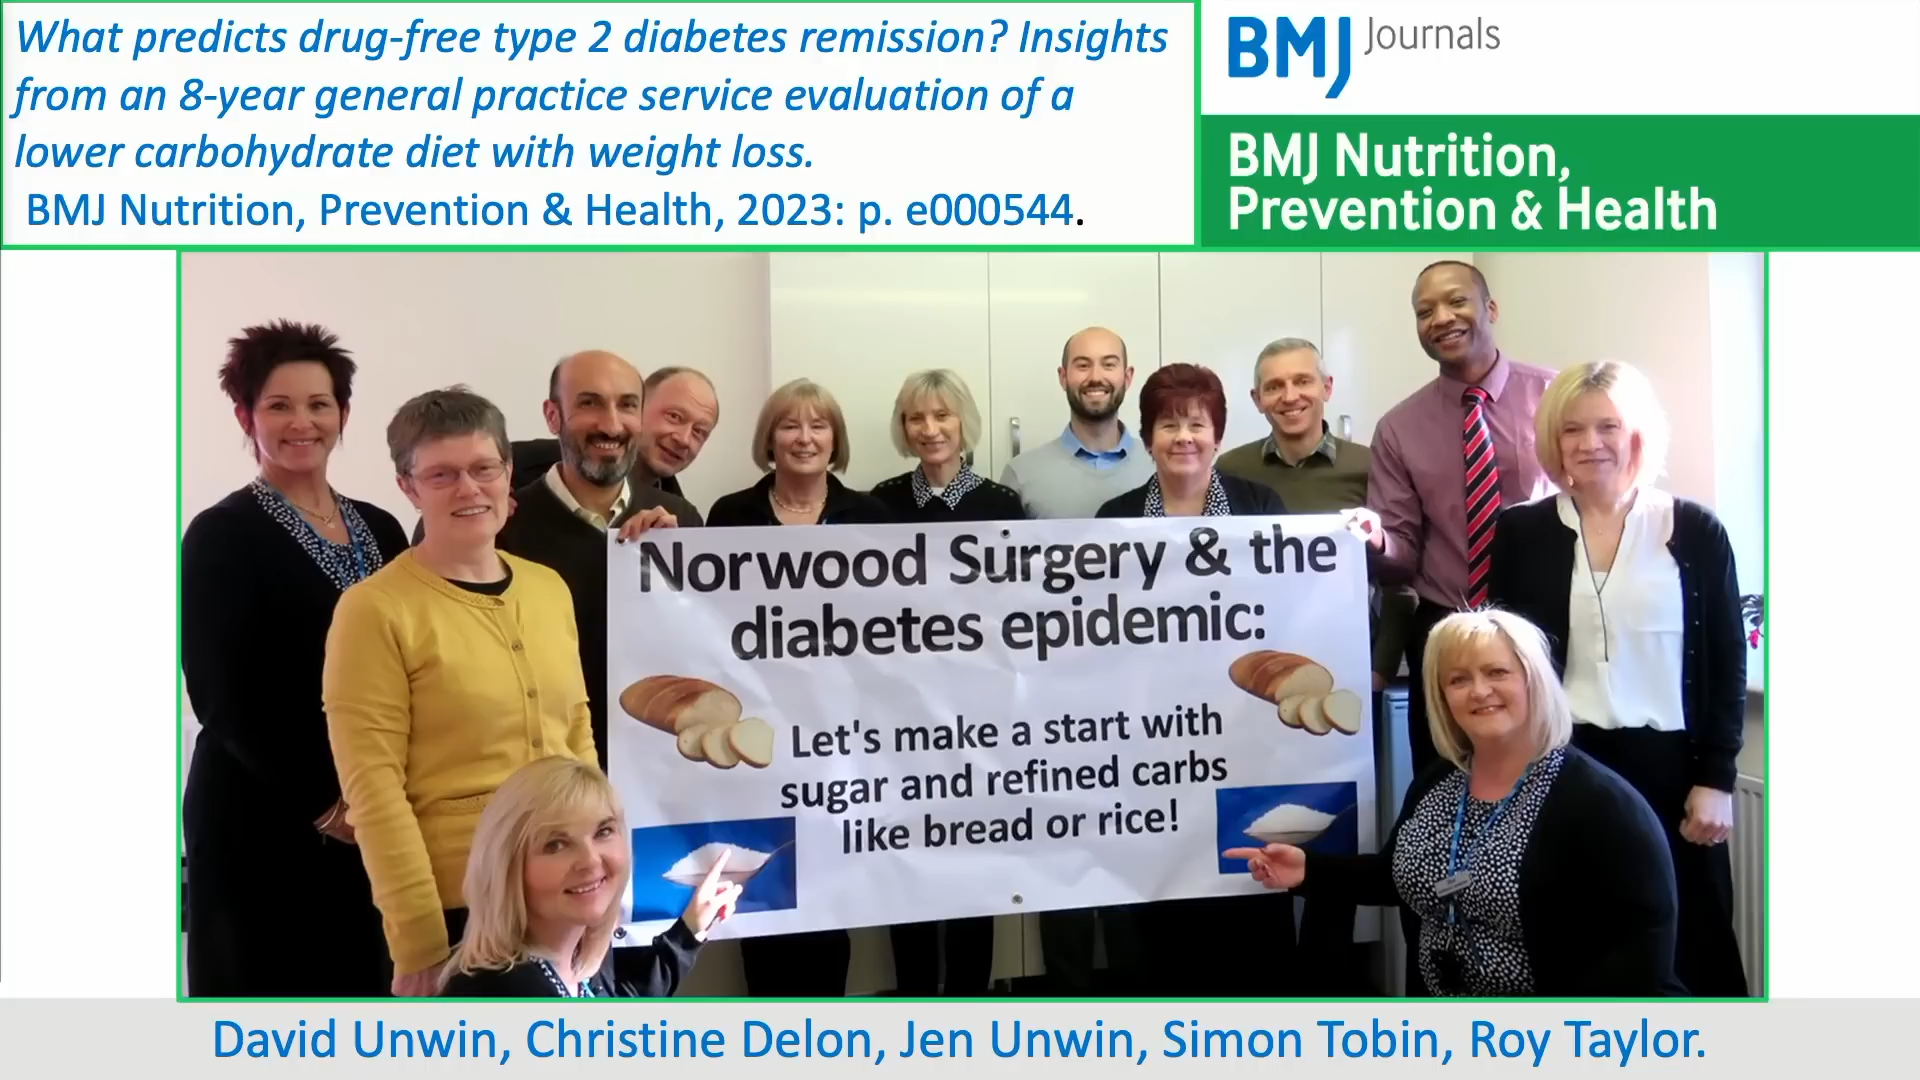 What predicts drug-free type 2 diabetes remission? Insights
from an 8-year general practice service evaluation of a
lower carbohydrate diet with weight loss.
BMJ Nutrition, Prevention & Health, 2023: p. e000544.
BMJ Journals
BMJ Nutrition,
Prevention & Health
Norwood Surgery & the
diabetes epidemic:
Let's make a start with
sugar and refined carbs
like bread or rice!
David Unwin, Christine Delon, Jen Unwin, Simon Tobin, Roy Taylor.